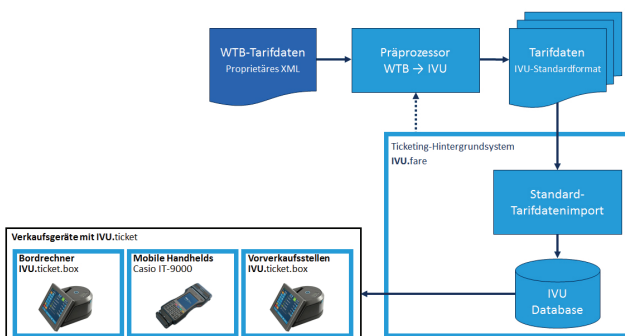 WTB-Tarifdaten
Proprietäres XML
Präprozessor
WTB → IVU
Tarifdaten
IVU-Standardformat
Ticketing-Hintergrundsystem
IVU.fare
Standard-
Tarifdatenimport
IVU
Database
Verkaufsgeräte mit IVU.ticket
Bordrechner
IVU.ticket.box
Mobile Handhelds
Casio IT-9000
Vorverkaufsstellen
IVU.ticket.box